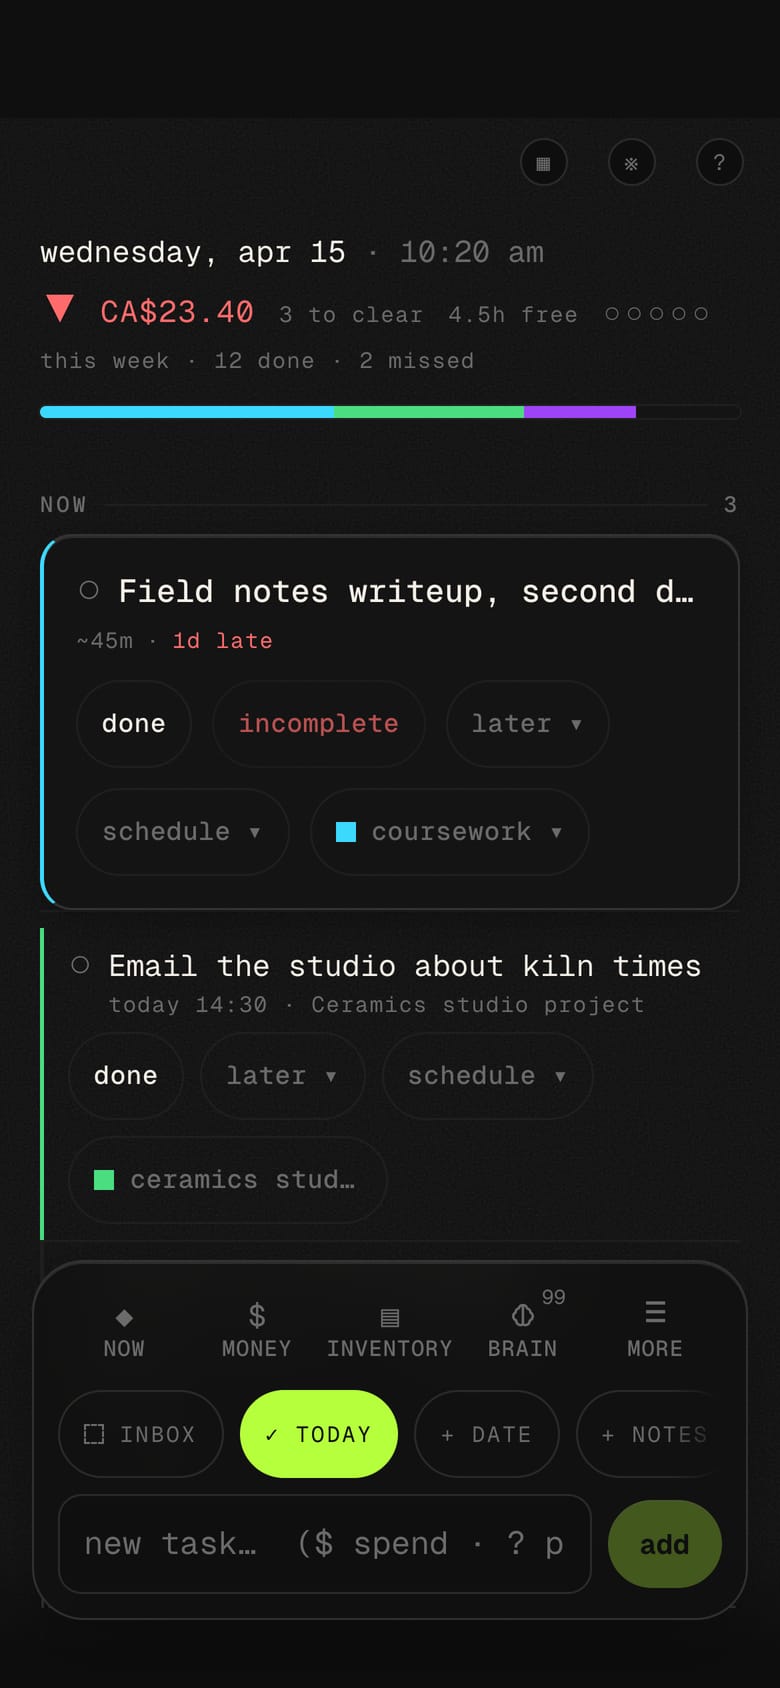 ?
wednesday, apr 15 · 10:20 am
▼ CA$23.40 3 to clear 4.5h free ○○○○○
this week · 12 done · 2 missed
NOW 3
Field notes writeup, second d…
~45m · 1d late
done incomplete later ▼
schedule ▼ coursework ▼
Email the studio about kiln times
today 14:30 · Ceramics studio project
done later ▼ schedule ▼
ceramics stud…
$ 99
NOW MONEY INVENTORY BRAIN MORE
INBOX ✓ TODAY + DATE + NOTES
new task… ($ spend · ? p add